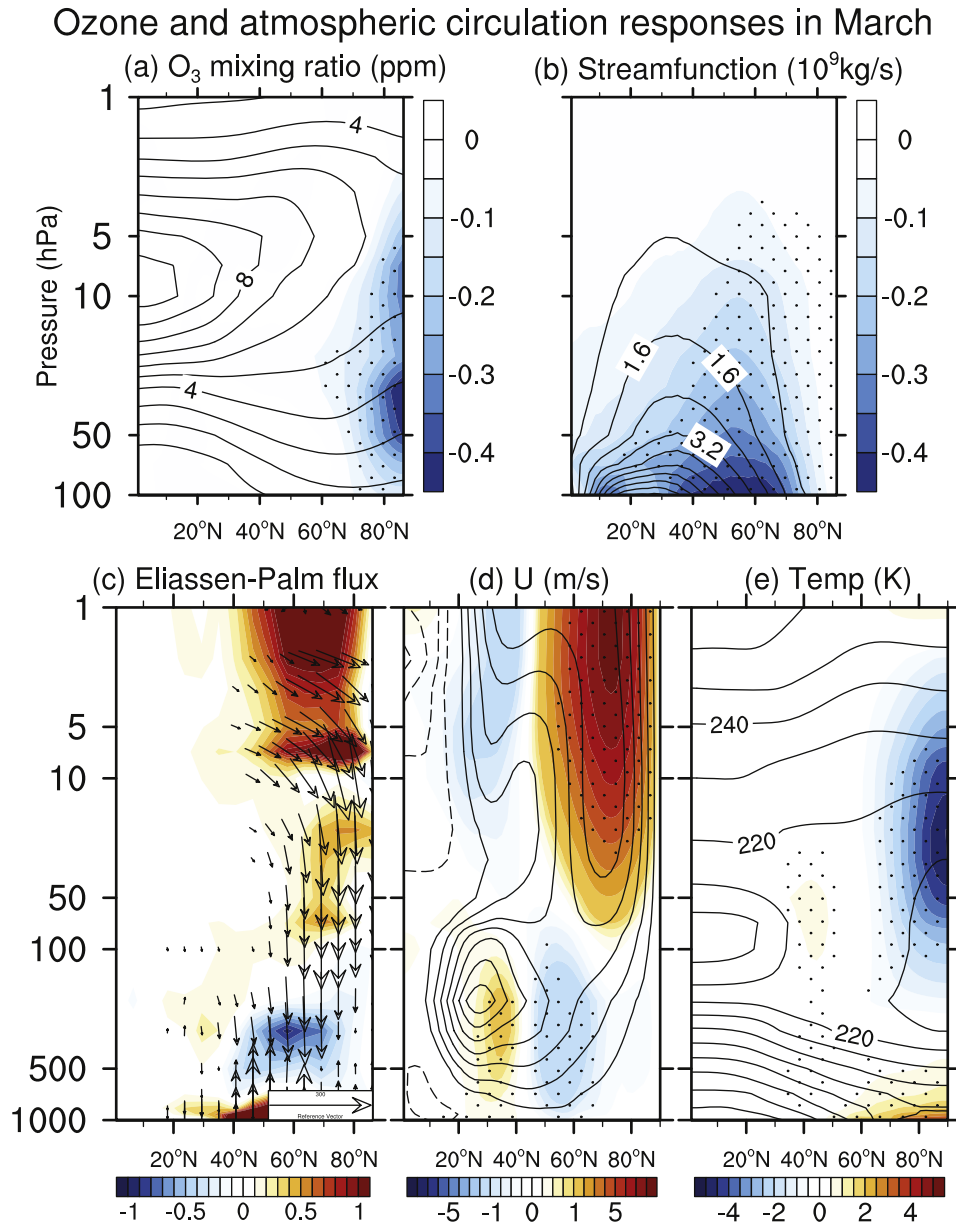 Ozone and atmospheric circulation responses in March
(a) O₃ mixing ratio (ppm)
(b) Streamfunction (10⁹kg/s)
Pressure (hPa)
1
5
10
50
100
4
8
4
20°N 40°N 60°N 80°N
0
-0.1
-0.2
-0.3
-0.4
1.6
1.6
3.2
20°N 40°N 60°N 80°N
0
-0.1
-0.2
-0.3
-0.4
(c) Eliassen-Palm flux
(d) U (m/s)
(e) Temp (K)
1
5
10
50
100
500
1000
300
Reference Vector
240
220
220
20°N 40°N 60°N 80°N
20°N 40°N 60°N 80°N
20°N 40°N 60°N 80°N
-1 -0.5 0 0.5 1
-5 -1 0 1 5
-4 -2 0 2 4